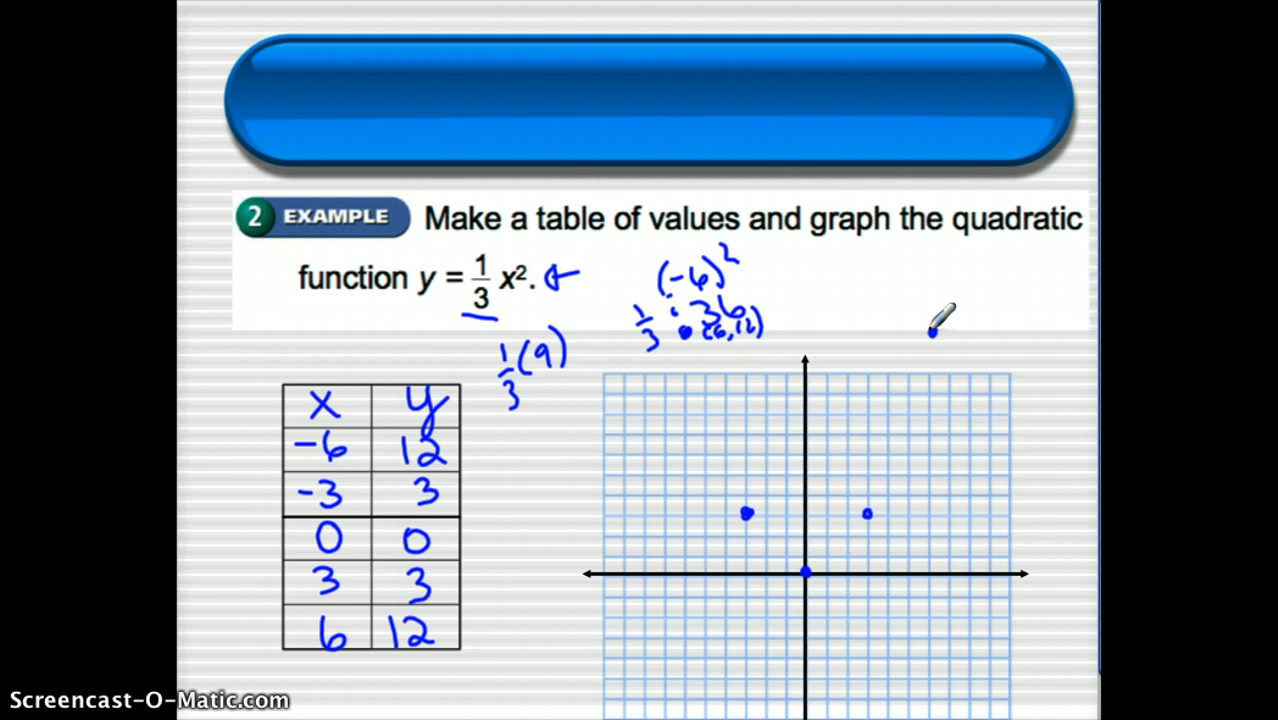 2 EXAMPLE Make a table of values and graph the quadratic
function y = 1/3 x².
(-6)²
1/3 · 36
(6,12)
1/3(9)
x y
-6 12
-3 3
0 0
3 3
6 12
Screencast-O-Matic.com